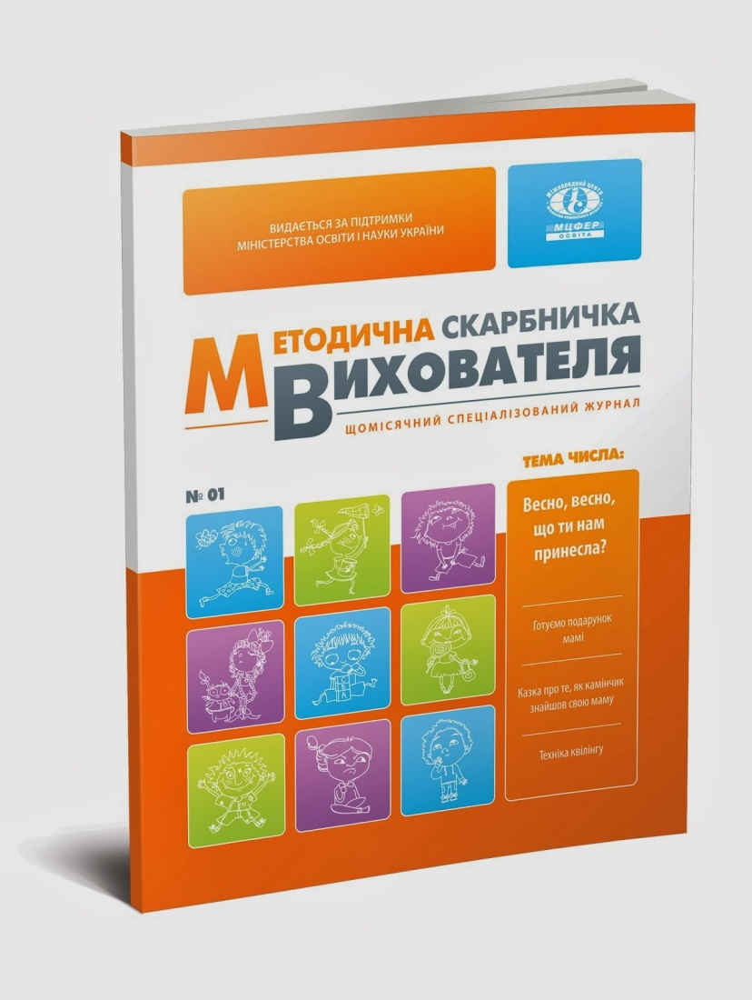 ВИДАЄТЬСЯ ЗА ПІДТРИМКИ
МІНІСТЕРСТВА ОСВІТИ І НАУКИ УКРАЇНИ
Міжнародний центр
МЦФЕР
ОСВІТА
МЕТОДИЧНА СКАРБНИЧКА
ВИХОВАТЕЛЯ
ЩОМІСЯЧНИЙ СПЕЦІАЛІЗОВАНИЙ ЖУРНАЛ
ТЕМА ЧИСЛА:
№ 01
Весно, весно,
що ти нам
принесла?
Готуємо подарунок
мамі
Казка про те, як камінчик
знайшов свою маму
Техніка квілінгу